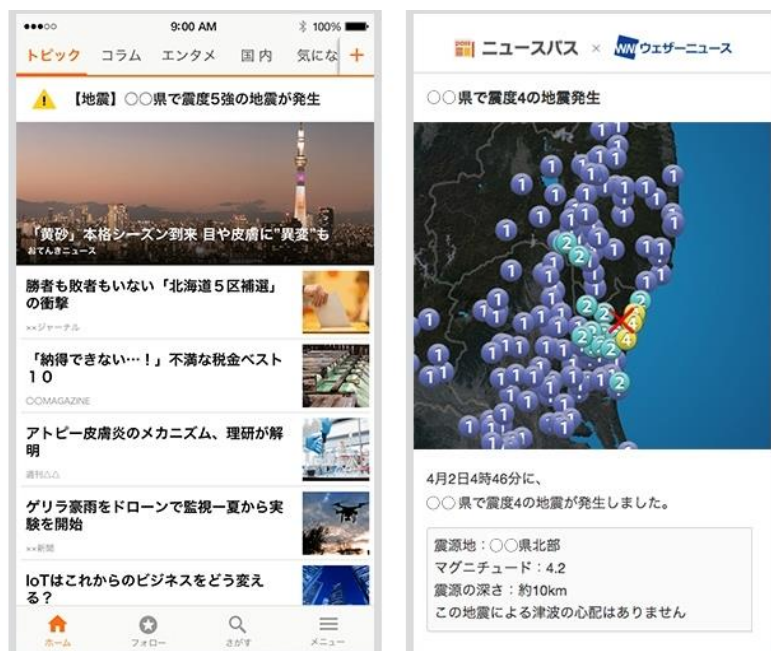 9:00 AM
100%
トピック コラム エンタメ 国内 気にな +
【地震】○○県で震度5強の地震が発生
「黄砂」本格シーズン到来 目や皮膚に"異変"も
おてんきニュース
勝者も敗者もいない「北海道5区補選」
の衝撃
××ジャーナル
「納得できない…！」不満な税金ベスト
１０
○○MAGAZINE
アトピー皮膚炎のメカニズム、理研が解
明
週刊△△
ゲリラ豪雨をドローンで監視ー夏から実
験を開始
××新聞
IoTはこれからのビジネスをどう変え
る？
ホーム フォロー さがす メニュー
ニュースパス × WNI ウェザーニュース
○○県で震度4の地震発生
4月2日4時46分に、
○○県で震度4の地震が発生しました。
震源地：○○県北部
マグニチュード：4.2
震源の深さ：約10km
この地震による津波の心配はありません